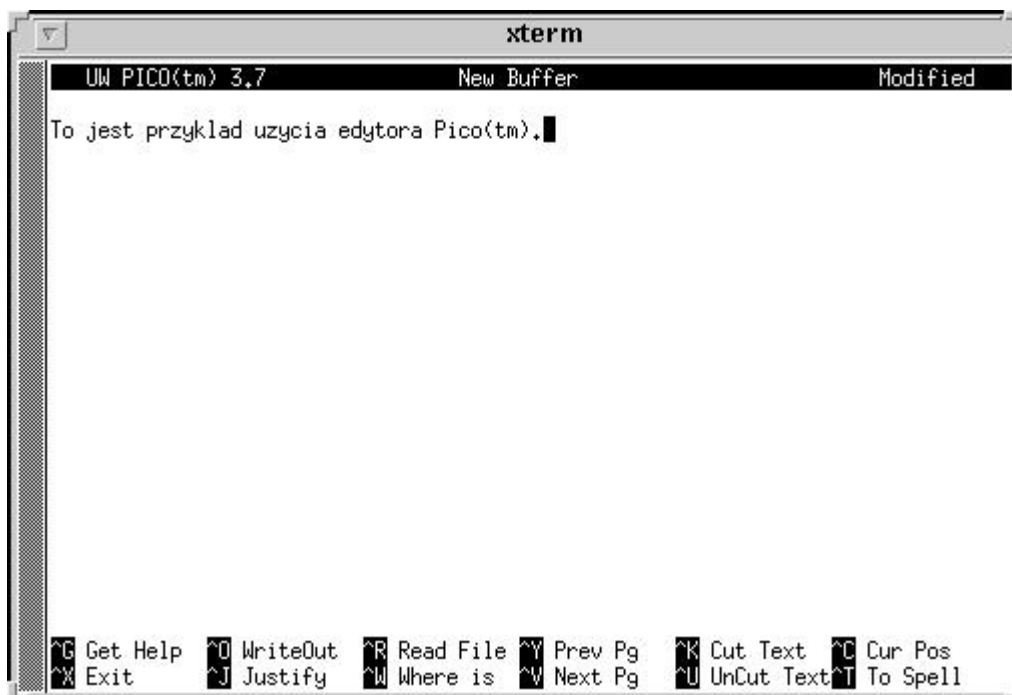 xterm
UW PICO(tm) 3.7 New Buffer Modified
To jest przyklad uzycia edytora Pico(tm).
^G Get Help ^O WriteOut ^R Read File ^Y Prev Pg ^K Cut Text ^C Cur Pos
^X Exit ^J Justify ^W Where is ^V Next Pg ^U UnCut Text^T To Spell